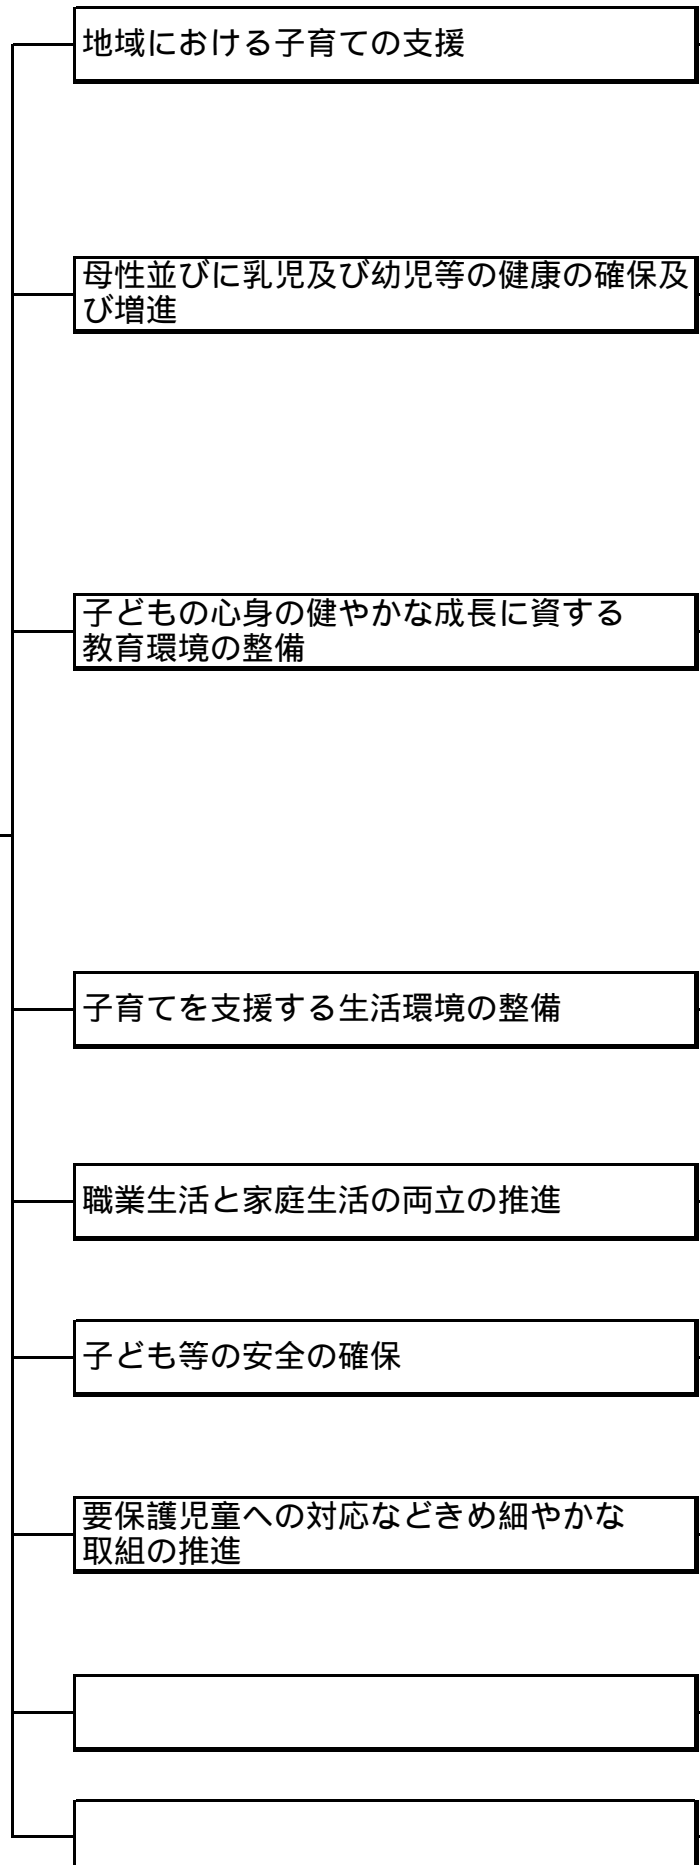 地域における子育ての支援
母性並びに乳児及び幼児等の健康の確保及
び増進
子どもの心身の健やかな成長に資する
教育環境の整備
子育てを支援する生活環境の整備
職業生活と家庭生活の両立の推進
子ども等の安全の確保
要保護児童への対応などきめ細やかな
取組の推進